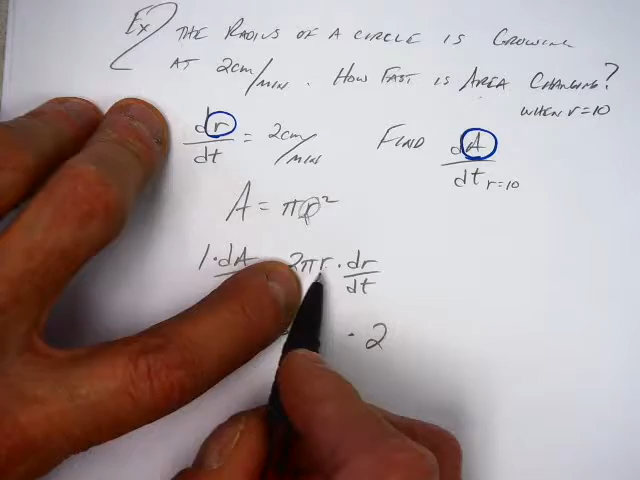 Ex THE RADIUS OF A CIRCLE IS GROWING
AT 2cm/MIN. HOW FAST IS AREA CHANGING?
WHEN r=10
dr/dt = 2cm/MIN FIND dA/dt r=10
A = πr²
1·dA 2πr · dr/dt
· 2